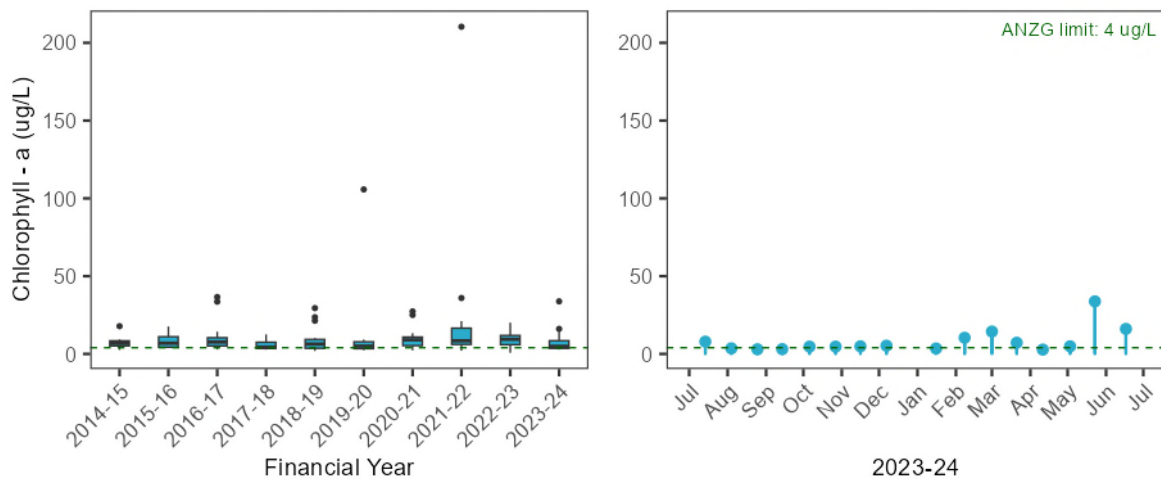 ANZG limit: 4 ug/L
Chlorophyll - a (ug/L)
200
150
100
50
0
2014-15
2015-16
2016-17
2017-18
2018-19
2019-20
2020-21
2021-22
2022-23
2023-24
Financial Year
200
150
100
50
0
Jul
Aug
Sep
Oct
Nov
Dec
Jan
Feb
Mar
Apr
May
Jun
Jul
2023-24